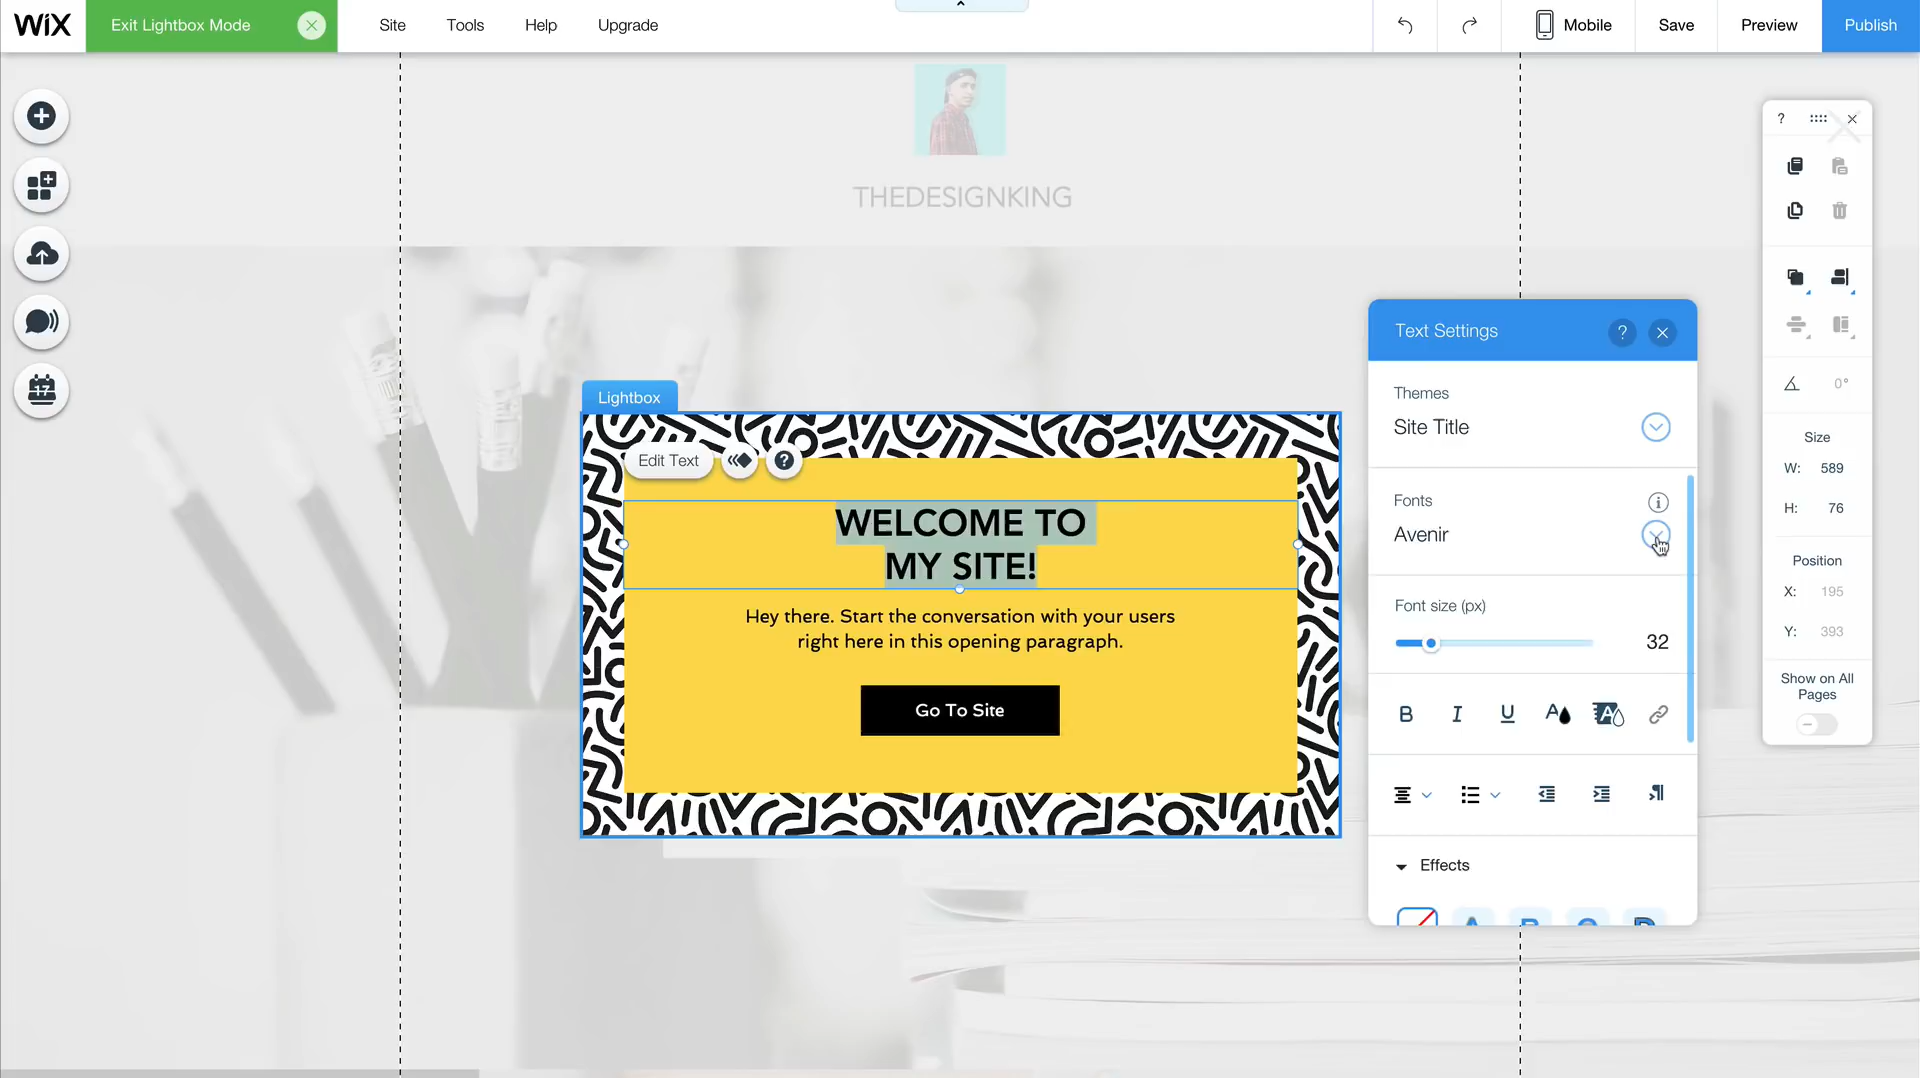 WiX
Exit Lightbox Mode
Site
Tools
Help
Upgrade
Mobile
Save
Preview
Publish
THEDESIGNKING
17
?
0°
Size
W: 589
H: 76
Position
X: 195
Y: 393
Show on All
Pages
Text Settings
?
Themes
Site Title
Fonts
i
Avenir
Font size (px)
32
B
I
U
A
A
Effects
Lightbox
Edit Text
?
WELCOME TO
MY SITE!
Hey there. Start the conversation with your users
right here in this opening paragraph.
Go To Site